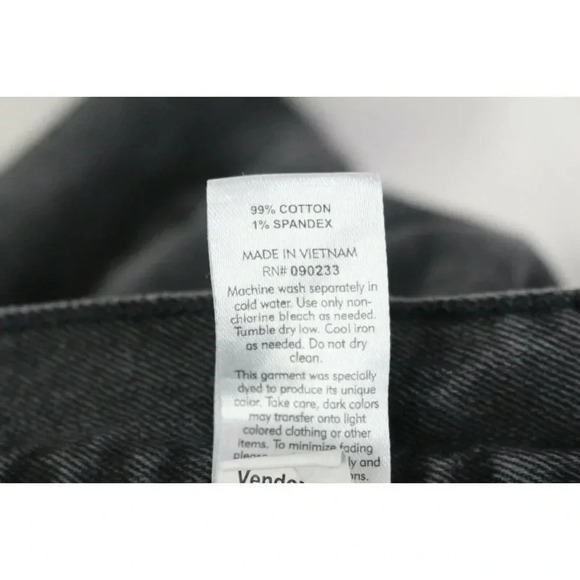 99% COTTON
1% SPANDEX
MADE IN VIETNAM
RN# 090233
Machine wash separately in
cold water. Use only non-
chlorine bleach as needed.
Tumble dry low. Cool iron
as needed. Do not dry
clean.
This garment was specially
dyed to produce its unique
color. Take care, dark colors
may transfer onto light
colored clothing or other
items. To minimize fading
ly and
ns.